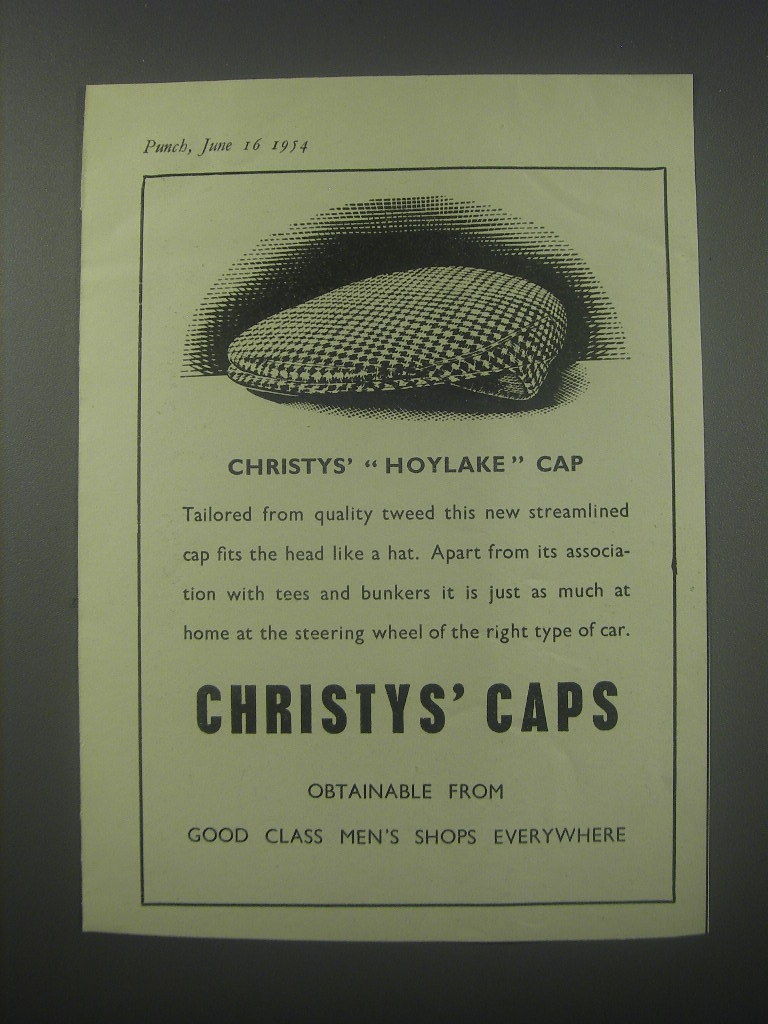 Punch, June 16 1954
CHRISTYS' “HOYLAKE” CAP
Tailored from quality tweed this new streamlined
cap fits the head like a hat. Apart from its associa-
tion with tees and bunkers it is just as much at
home at the steering wheel of the right type of car.
CHRISTYS' CAPS
OBTAINABLE FROM
GOOD CLASS MEN'S SHOPS EVERYWHERE